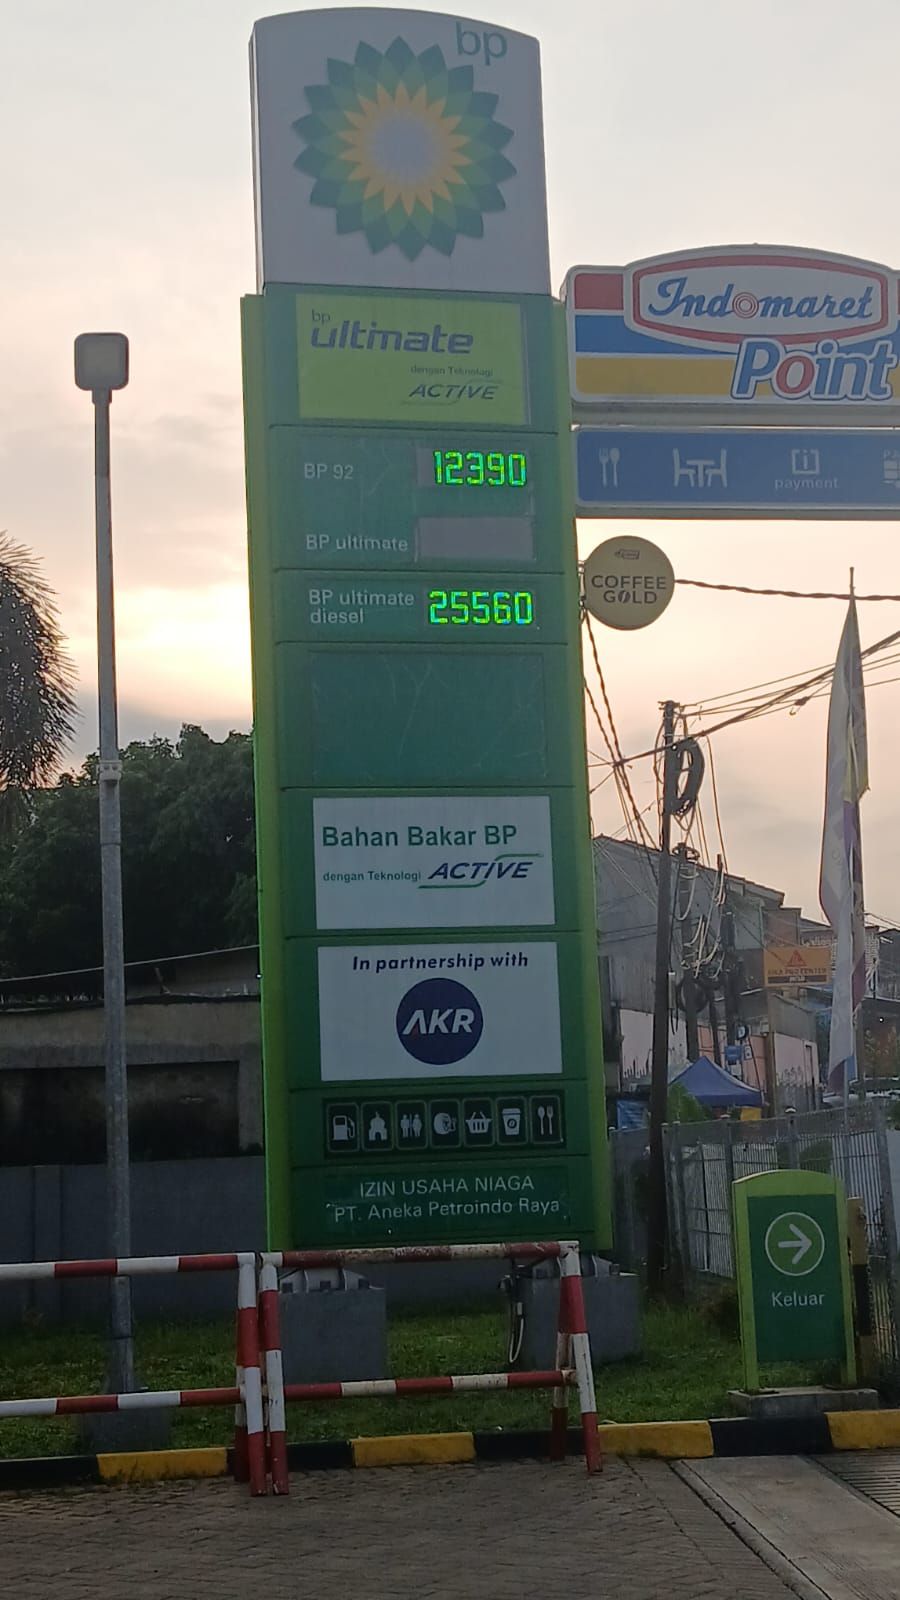 bp
bp
ultimate
dengan Teknologi
ACTIVE
BP 92 12390
BP ultimate
BP ultimate
diesel 25560
Bahan Bakar BP
dengan Teknologi ACTIVE
In partnership with
AKR
IZIN USAHA NIAGA
PT. Aneka Petroindo Raya
Indomaret
Point
payment
COFFEE
GOLD
Keluar